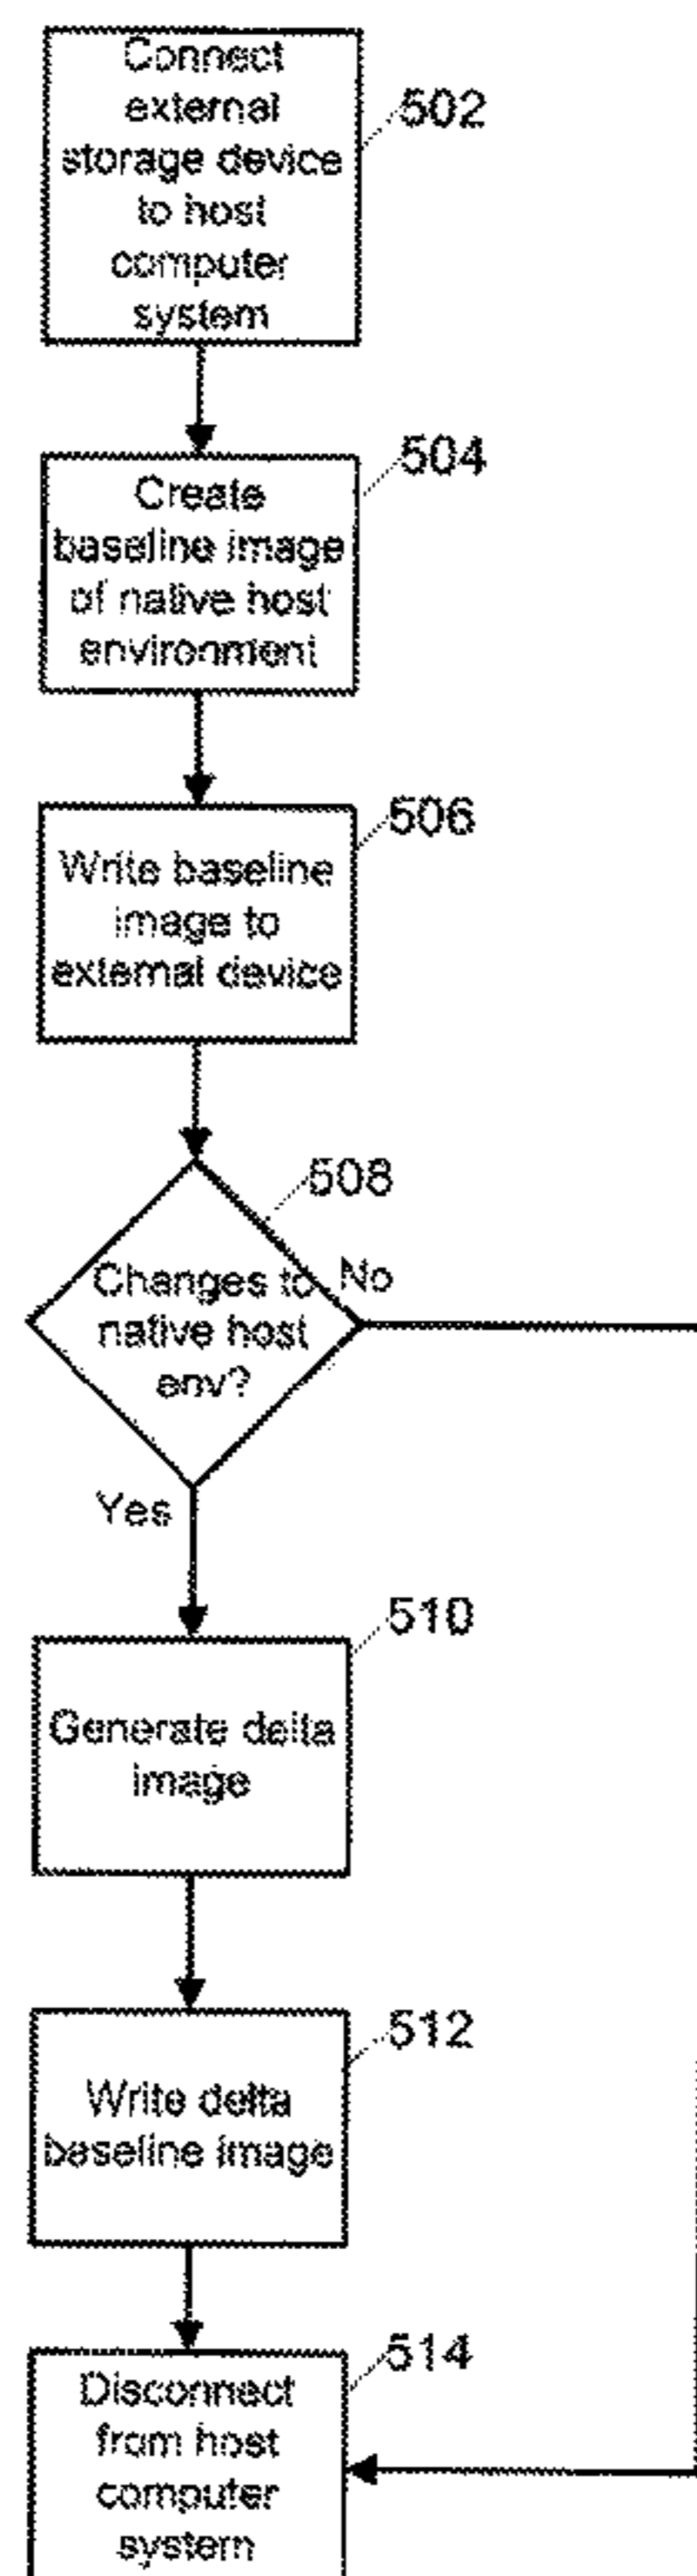 Connect
external
storage device
to host
computer
system
502
Create
baseline image
of native host
environment
504
Write baseline
image to
external device
506
Changes to
native host
env?
508
No
Yes
Generate delta
image
510
Write delta
baseline image
512
Disconnect
from host
computer
system
514